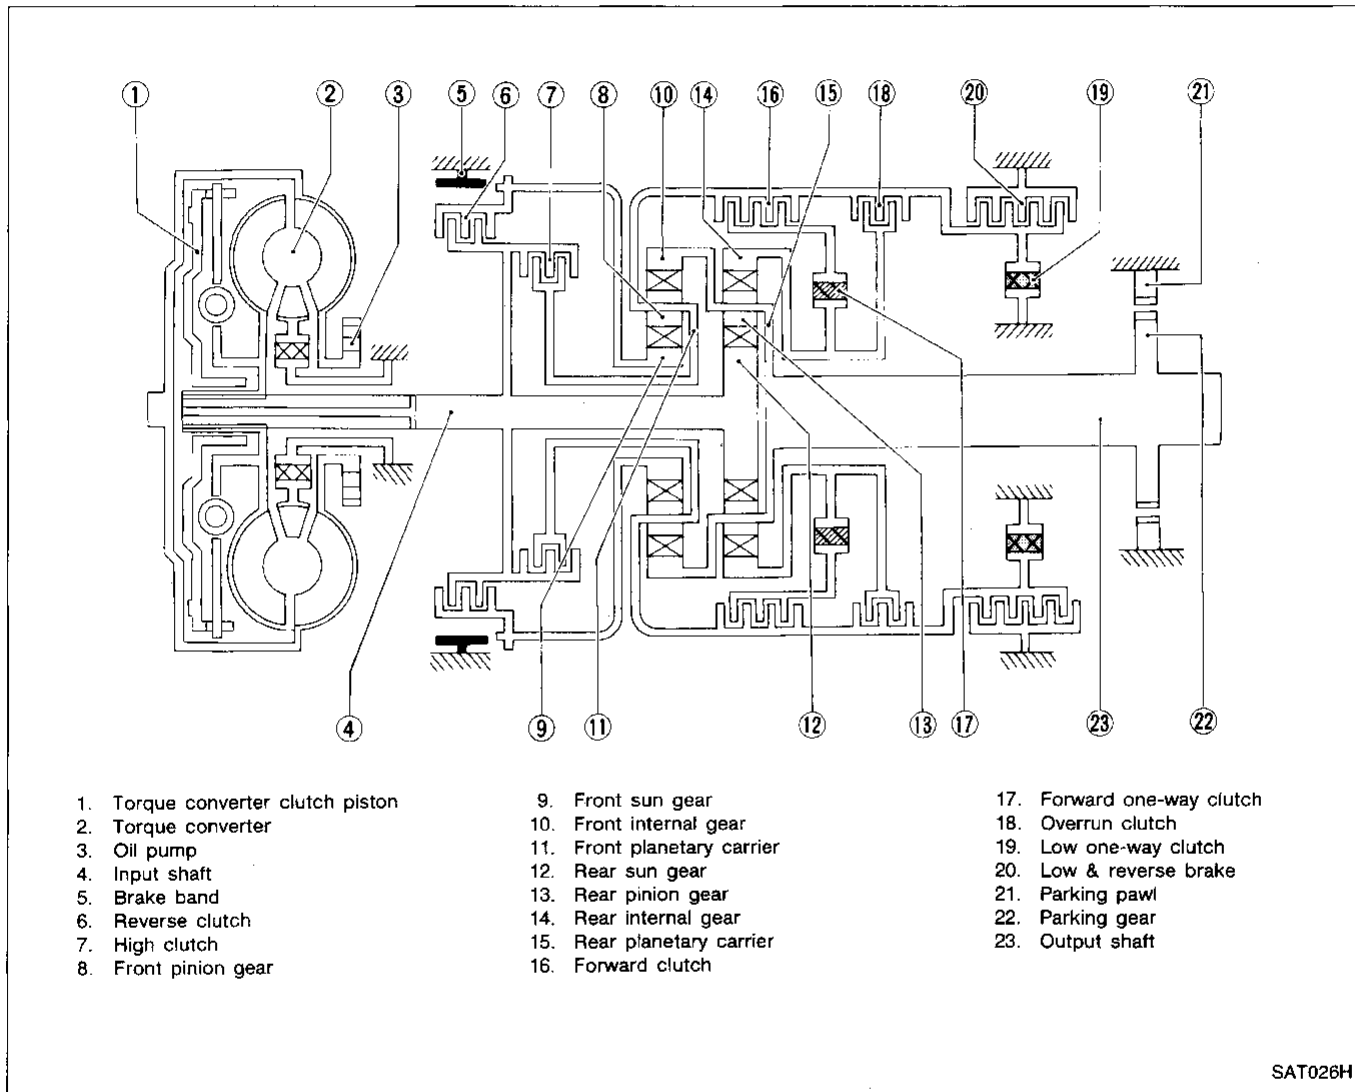 1 2 3 5 6 7 8 10 14 16 15 18 20 19 21
4 9 11 12 13 17 23 22
1. Torque converter clutch piston
2. Torque converter
3. Oil pump
4. Input shaft
5. Brake band
6. Reverse clutch
7. High clutch
8. Front pinion gear
9. Front sun gear
10. Front internal gear
11. Front planetary carrier
12. Rear sun gear
13. Rear pinion gear
14. Rear internal gear
15. Rear planetary carrier
16. Forward clutch
17. Forward one-way clutch
18. Overrun clutch
19. Low one-way clutch
20. Low & reverse brake
21. Parking pawl
22. Parking gear
23. Output shaft
SAT026H